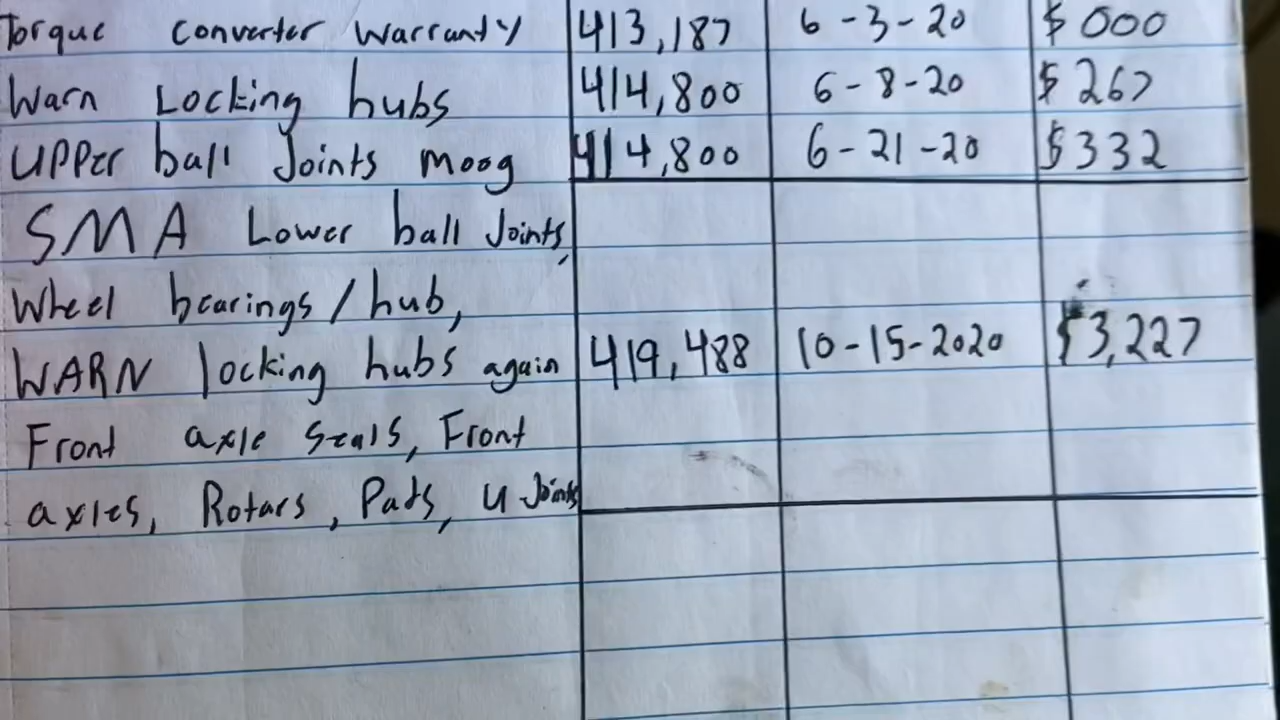 Torque converter warranty 413,187 6-3-20 $000
Warn Locking hubs 414,800 6-8-20 $267
UPPer ball Joints moog 414,800 6-21-20 $332
SMA Lower ball Joints,
Wheel bearings/hub,
WARN locking hubs again 419,488 10-15-2020 $3,227
Front axle seals, Front
axles, Rotars, Pads, U Joints